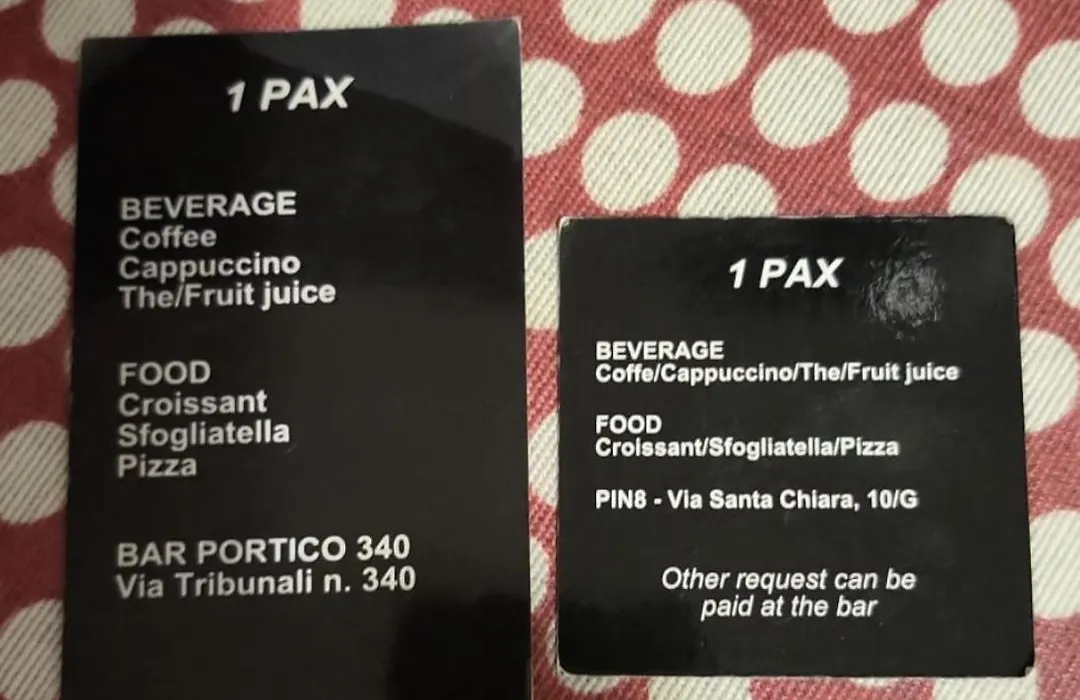 1 PAX
BEVERAGE
Coffee
Cappuccino
The/Fruit juice
FOOD
Croissant
Sfogliatella
Pizza
BAR PORTICO 340
Via Tribunali n. 340
1 PAX
BEVERAGE
Coffe/Cappuccino/The/Fruit juice
FOOD
Croissant/Sfogliatella/Pizza
PIN8 - Via Santa Chiara, 10/G
Other request can be
paid at the bar